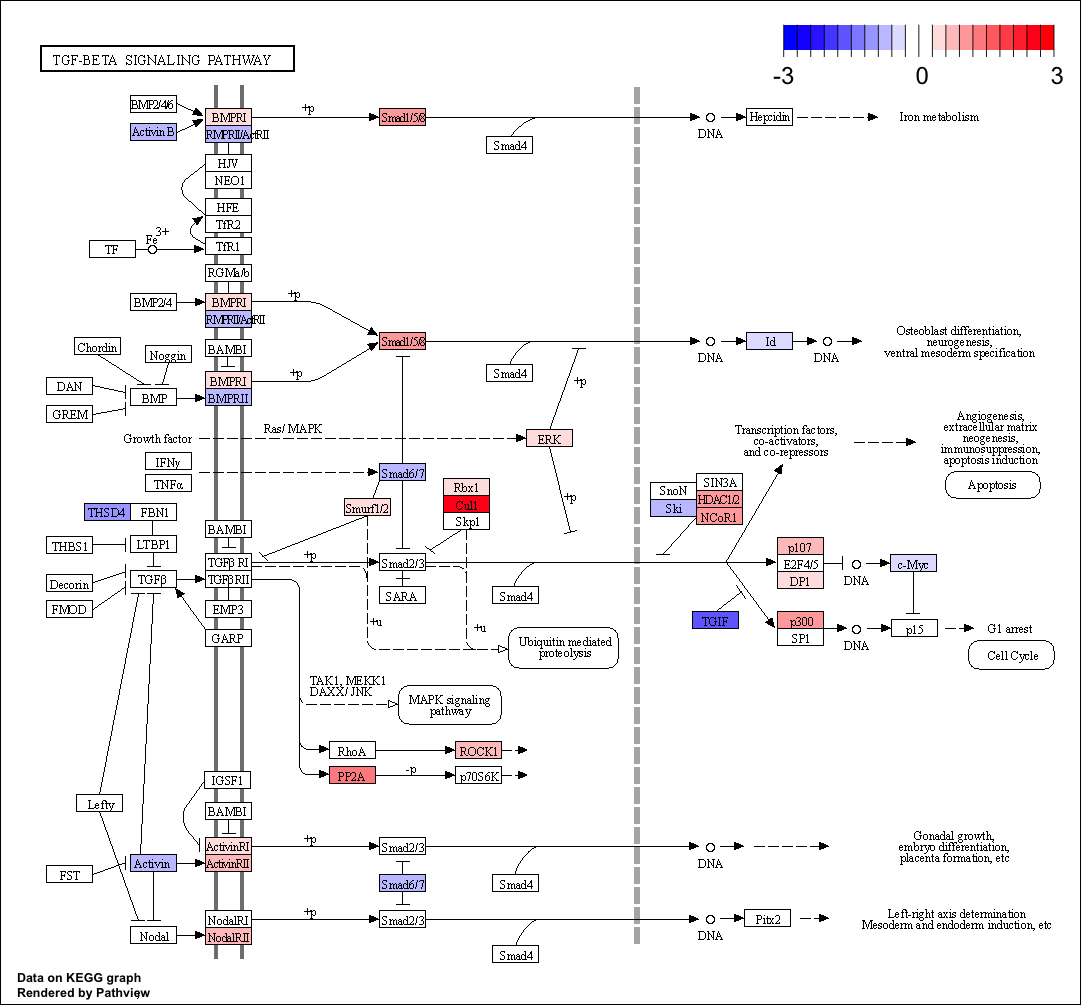 TGF-BETA SIGNALING PATHWAY
-3 0 3
BMP2/4/6
Activin B
BMPRI
RMPRII/ActRII
+p
Smad1/5/8
Smad4
DNA
Hepcidin
Iron metabolism
HJV
NEO1
HFE
TfR2
TF
Fe 3+
TfR1
RGMa/b
BMP2/4
BMPRI
RMPRII/ActRII
+p
Smad1/5/8
Smad4
DNA
Id
DNA
Osteoblast differentiation,
neurogenesis,
ventral mesoderm specification
Chordin
Noggin
BAMBI
DAN
GREM
BMP
BMPRI
BMPRII
+p
+p
Growth factor
Ras/ MAPK
ERK
+p
IFNγ
TNFα
Smad6/7
Transcription factors,
co-activators,
and co-repressors
Angiogenesis,
extracellular matrix
neogenesis,
immunosuppression,
apoptosis induction
Apoptosis
THSD4
FBN1
Smurf1/2
Rbx1
Cul1
Skp1
SnoN
Ski
SIN3A
HDAC1/2
NCoR1
BAMBI
THBS1
LTBP1
TGFβ RI
TGFβRII
+p
Smad2/3
SARA
Smad4
Decorin
FMOD
TGFβ
EMP3
GARP
p107
E2F4/5
DP1
DNA
c-Myc
TGIF
p300
SP1
DNA
p15
G1 arrest
Cell Cycle
+u
+u
Ubiquitin mediated
proteolysis
TAK1, MEKK1
DAXX/ JNK
MAPK signaling
pathway
RhoA
ROCK1
PP2A
-p
p70S6K
IGSF1
Lefty
BAMBI
FST
Activin
ActivinRI
ActivinRII
+p
Smad2/3
Smad4
DNA
Gonadal growth,
embryo differentiation,
placenta formation, etc
Smad6/7
Nodal
NodalRI
NodalRII
+p
Smad2/3
Smad4
DNA
Pitx2
Left-right axis determination
Mesoderm and endoderm induction, etc
Data on KEGG graph
Rendered by Pathview